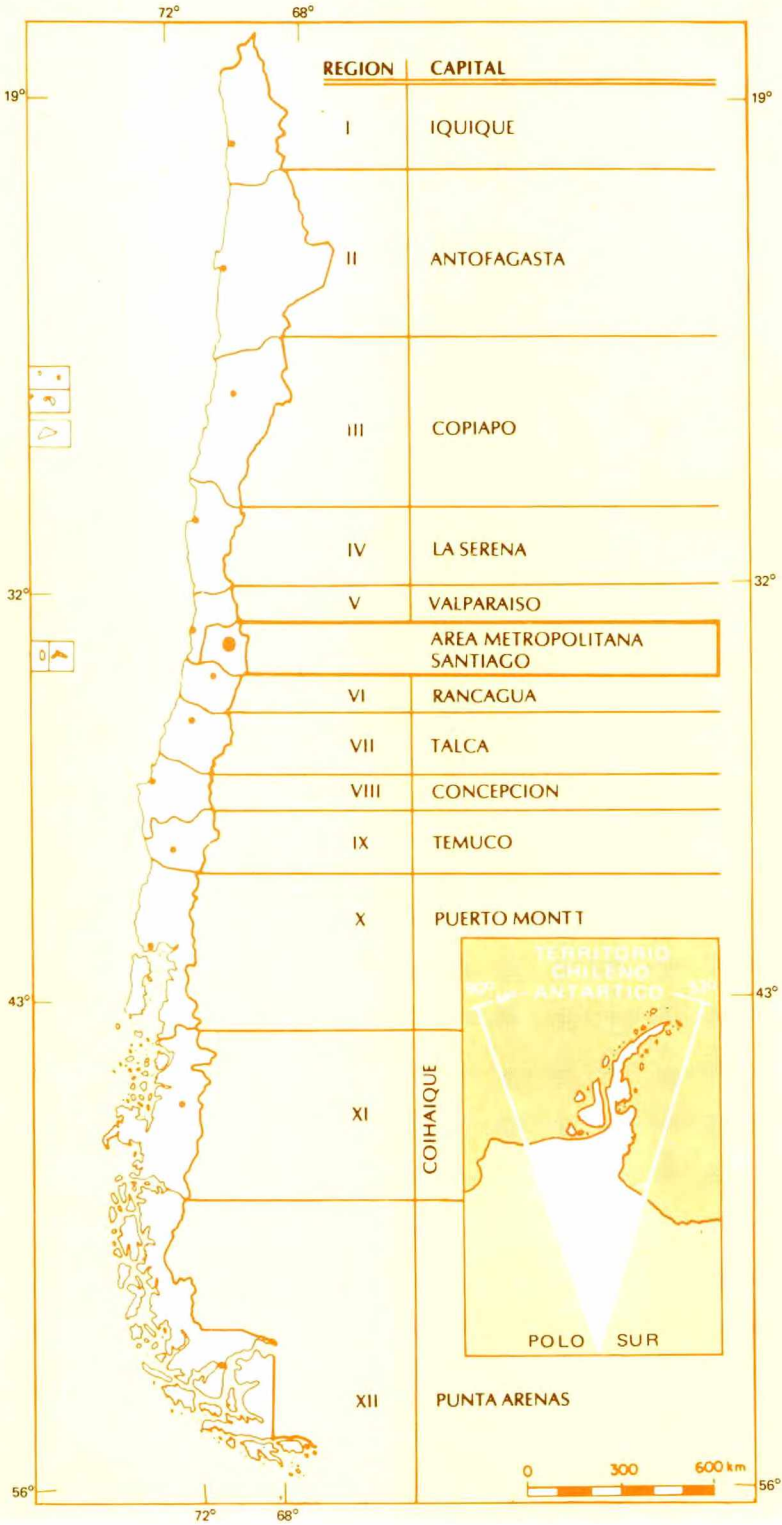 72° 68°
REGION CAPITAL
19° 19°
I IQUIQUE
II ANTOFAGASTA
III COPIAPO
IV LA SERENA
32° 32°
V VALPARAISO
AREA METROPOLITANA
SANTIAGO
VI RANCAGUA
VII TALCA
VIII CONCEPCION
IX TEMUCO
X PUERTO MONTT
TERRITORIO
CHILENO
ANTARTICO
90° 53°
43° 43°
XI COIHAIQUE
POLO SUR
XII PUNTA ARENAS
0 300 600 km
56° 56°
72° 68°